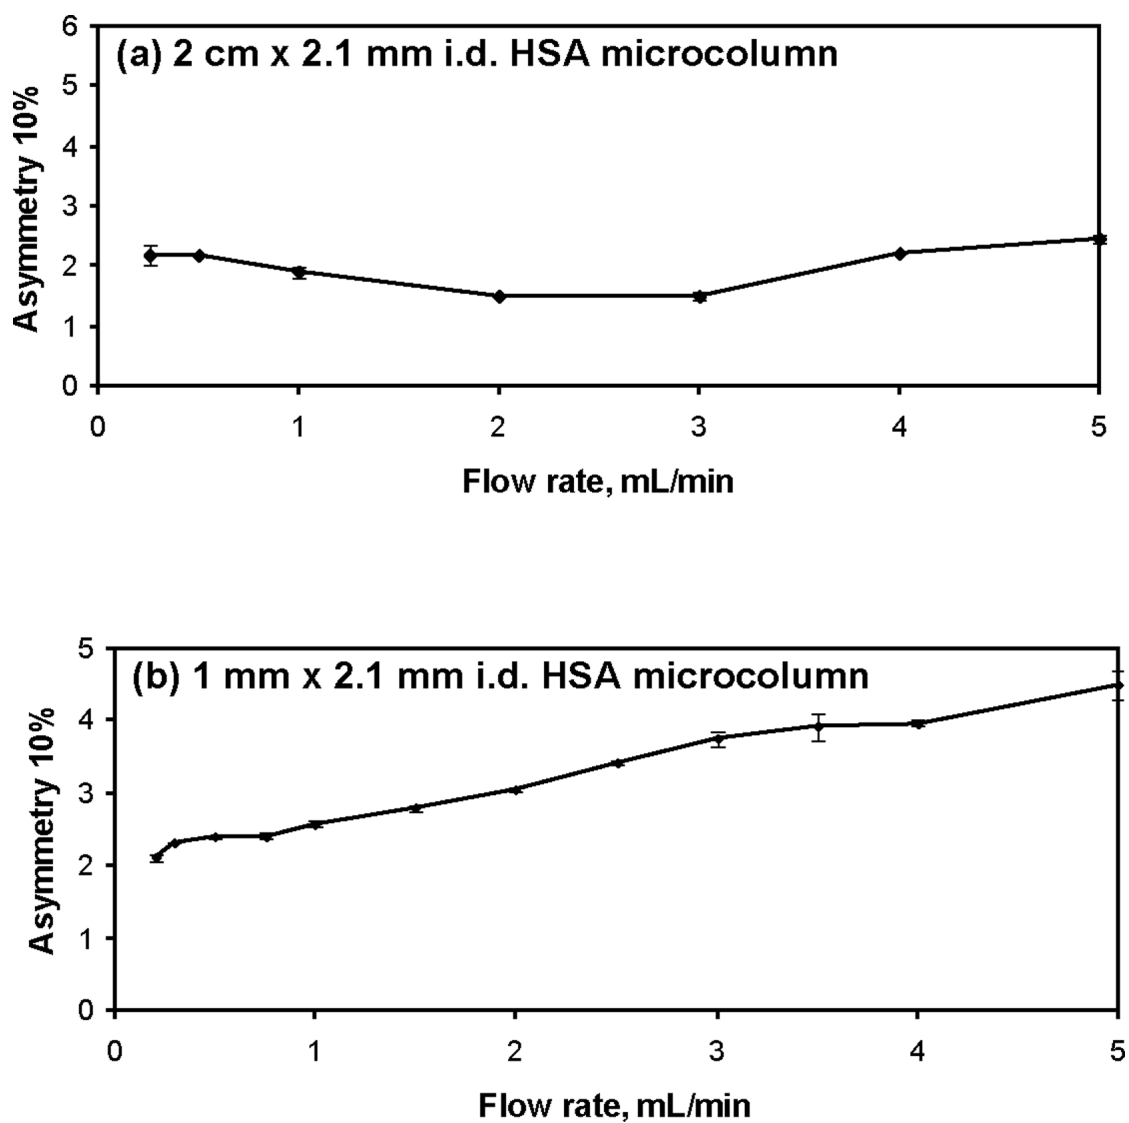 (a) 2 cm x 2.1 mm i.d. HSA microcolumn
Asymmetry 10%
6
5
4
3
2
1
0
0 1 2 3 4 5
Flow rate, mL/min
(b) 1 mm x 2.1 mm i.d. HSA microcolumn
Asymmetry 10%
5
4
3
2
1
0
0 1 2 3 4 5
Flow rate, mL/min